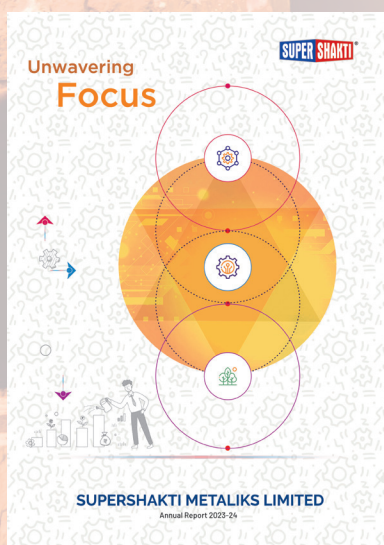 SUPER SHAKTI
Unwavering
Focus
SUPERSHAKTI METALIKS LIMITED
Annual Report 2023-24